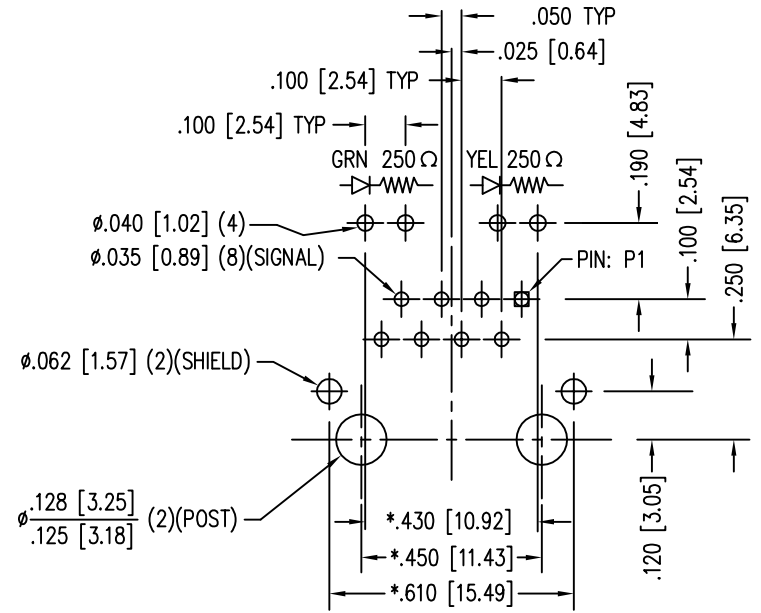 .050 TYP
.025 [0.64]
.100 [2.54] TYP
.100 [2.54] TYP
GRN 250Ω
YEL 250Ω
.190 [4.83]
.100 [2.54]
.250 [6.35]
ø.040 [1.02] (4)
ø.035 [0.89] (8)(SIGNAL)
PIN: P1
ø.062 [1.57] (2)(SHIELD)
ø.128 [3.25]
.125 [3.18] (2)(POST)
*.430 [10.92]
*.450 [11.43]
*.610 [15.49]
.120 [3.05]